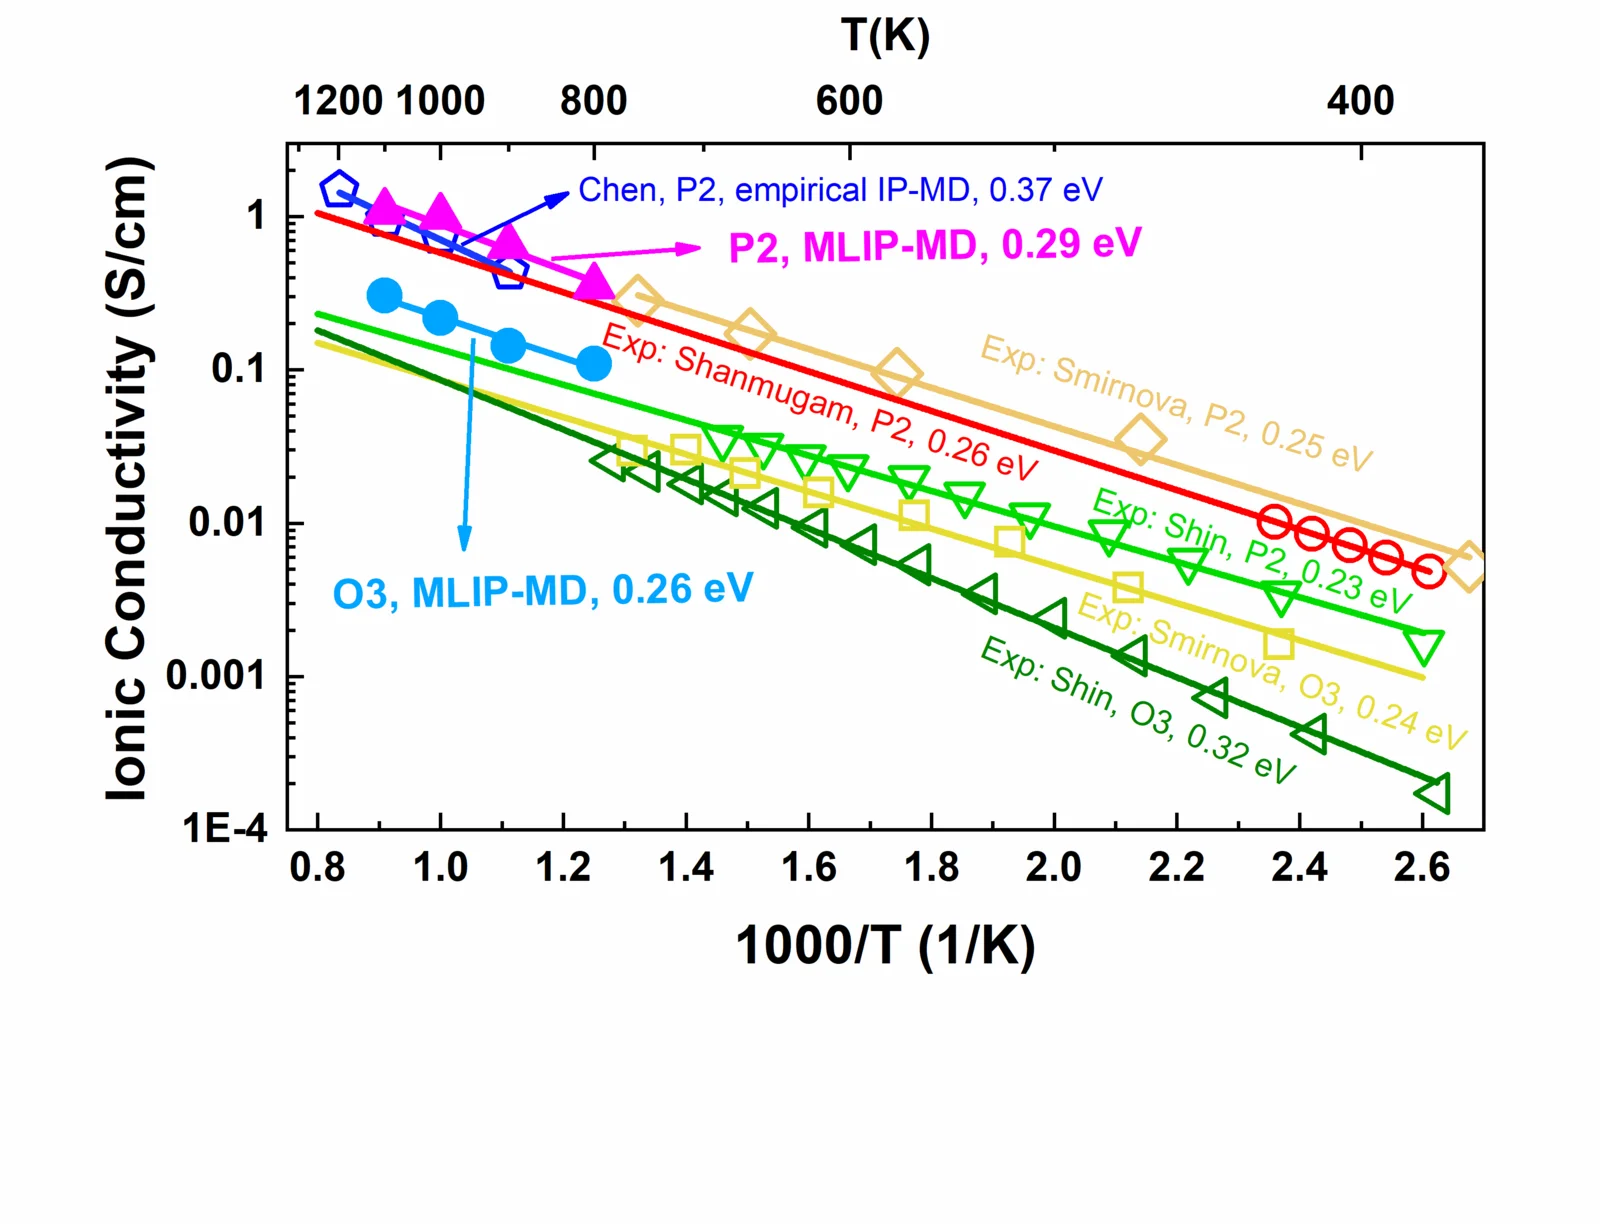 T(K)
1200 1000 800 600 400
Ionic Conductivity (S/cm)
1
0.1
0.01
0.001
1E-4
Chen, P2, empirical IP-MD, 0.37 eV
P2, MLIP-MD, 0.29 eV
Exp: Smirnova, P2, 0.25 eV
Exp: Shanmugam, P2, 0.26 eV
Exp: Shin, P2, 0.23 eV
O3, MLIP-MD, 0.26 eV
Exp: Smirnova, O3, 0.24 eV
Exp: Shin, O3, 0.32 eV
0.8 1.0 1.2 1.4 1.6 1.8 2.0 2.2 2.4 2.6
1000/T (1/K)